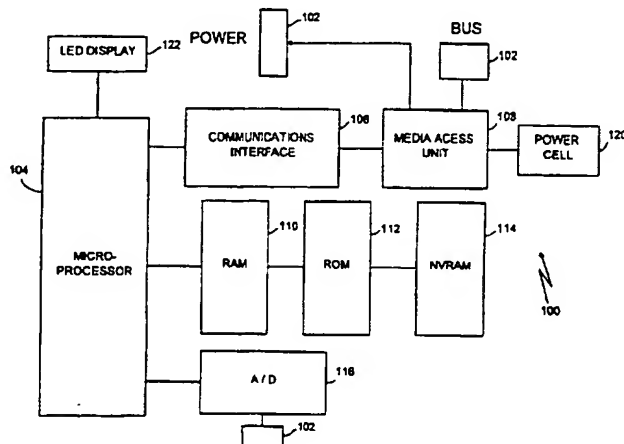 POWER
102
BUS
102
LED DISPLAY
122
104
MICRO-
PROCESSOR
106
COMMUNICATIONS
INTERFACE
108
MEDIA ACESS
UNIT
POWER
CELL
120
110
RAM
112
ROM
114
NVRAM
100
A / D
116
102